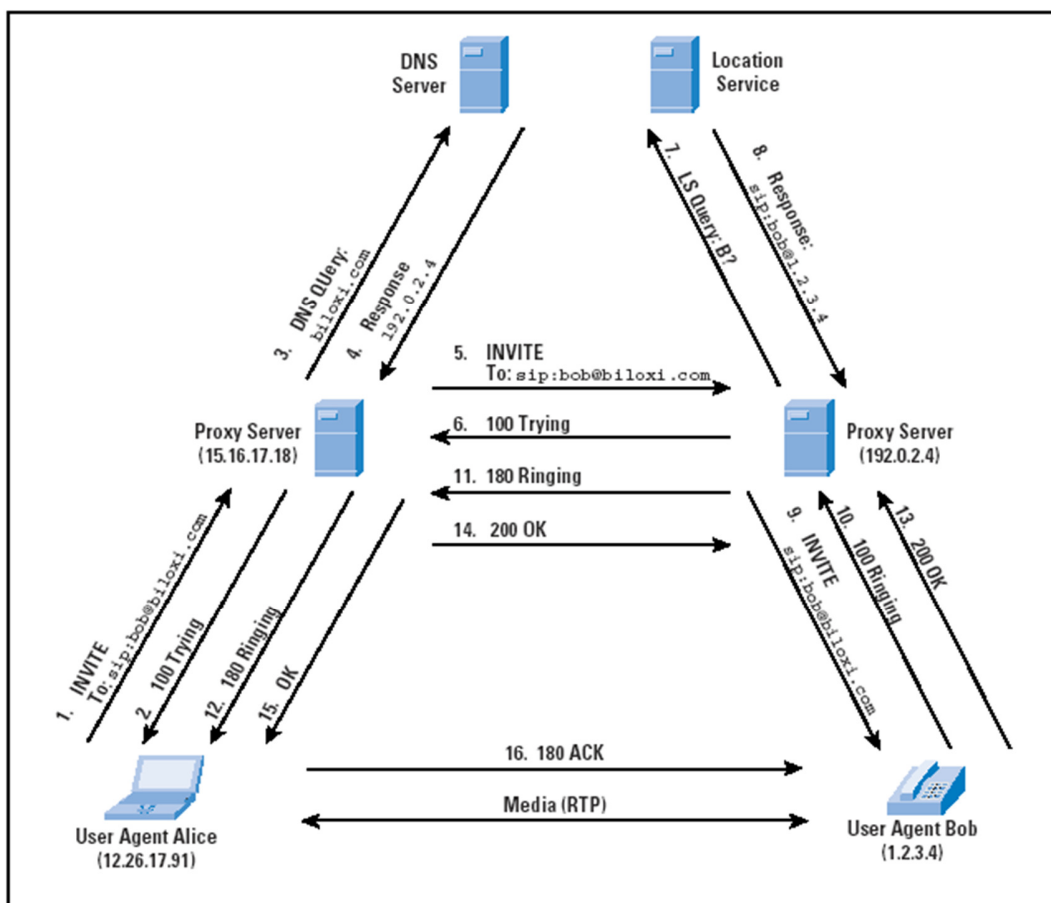 DNS
Server
Location
Service
3. DNS QUery:
biloxi.com
4. Response
192.0.2.4
7. LS Query: B?
8. Response:
sip:bob@1.2.3.4
5. INVITE
To: sip:bob@biloxi.com
6. 100 Trying
11. 180 Ringing
14. 200 OK
Proxy Server
(15.16.17.18)
Proxy Server
(192.0.2.4)
1. INVITE
To: sip:bob@biloxi.com
2. 100 Trying
12. 180 Ringing
15. OK
9. INVITE
sip:bob@biloxi.com
10. 100 Ringing
13. 200 OK
16. 180 ACK
Media (RTP)
User Agent Alice
(12.26.17.91)
User Agent Bob
(1.2.3.4)